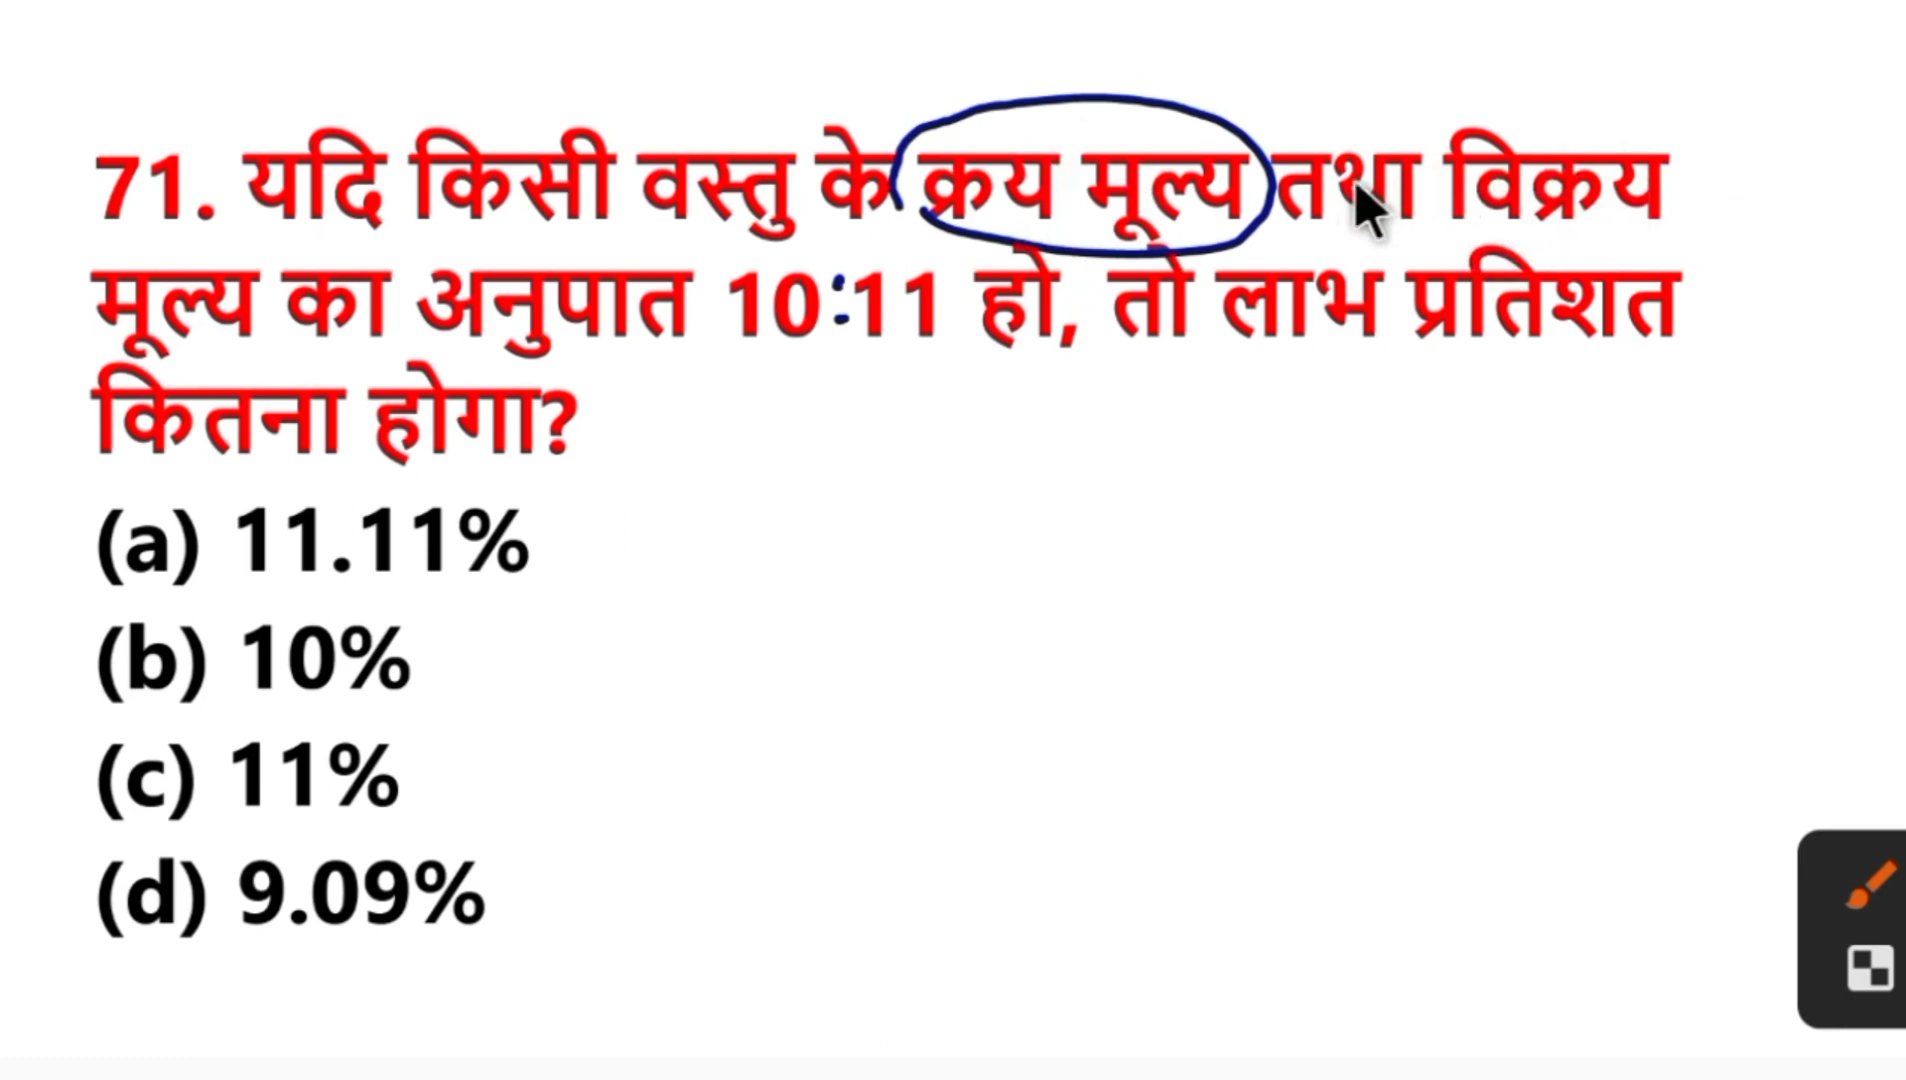 71. यदि किसी वस्तु के क्रय मूल्य तथा विक्रय
मूल्य का अनुपात 10:11 हो, तो लाभ प्रतिशत
कितना होगा?
(a) 11.11%
(b) 10%
(c) 11%
(d) 9.09%